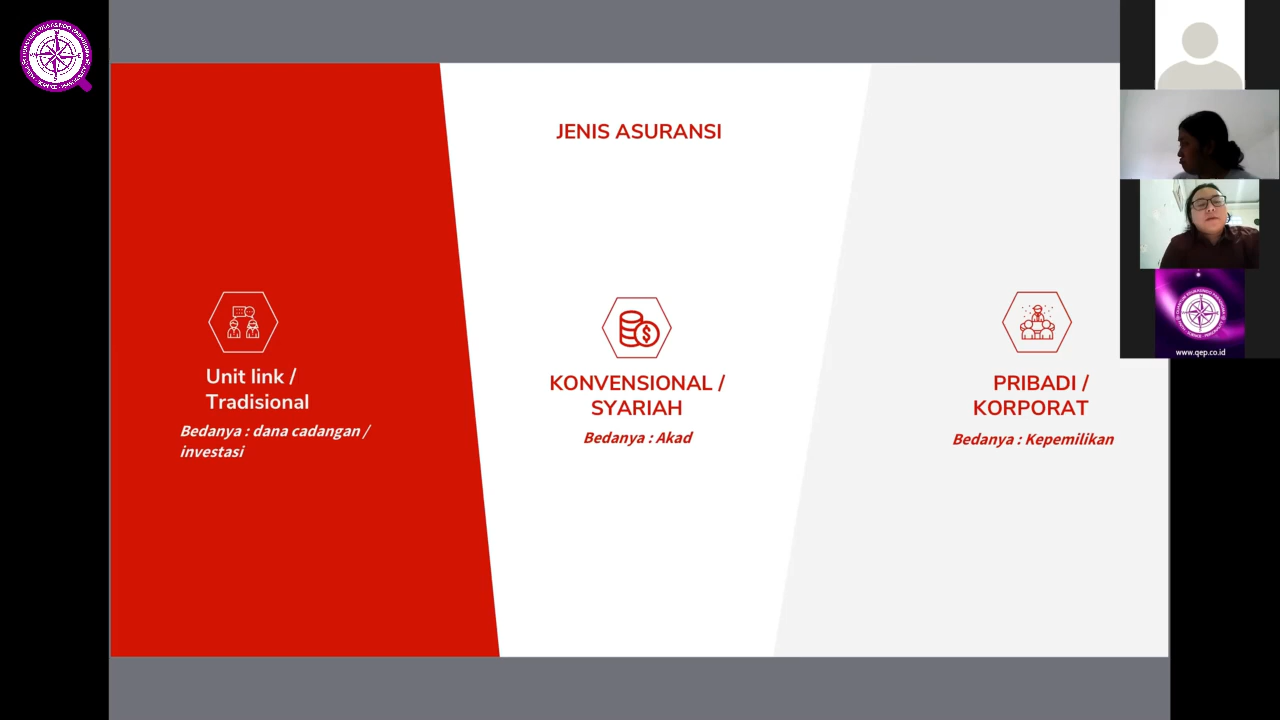 JENIS ASURANSI
Unit link /
Tradisional
Bedanya : dana cadangan /
investasi
KONVENSIONAL /
SYARIAH
Bedanya : Akad
PRIBADI /
KORPORAT
Bedanya : Kepemilikan
www.qep.co.id